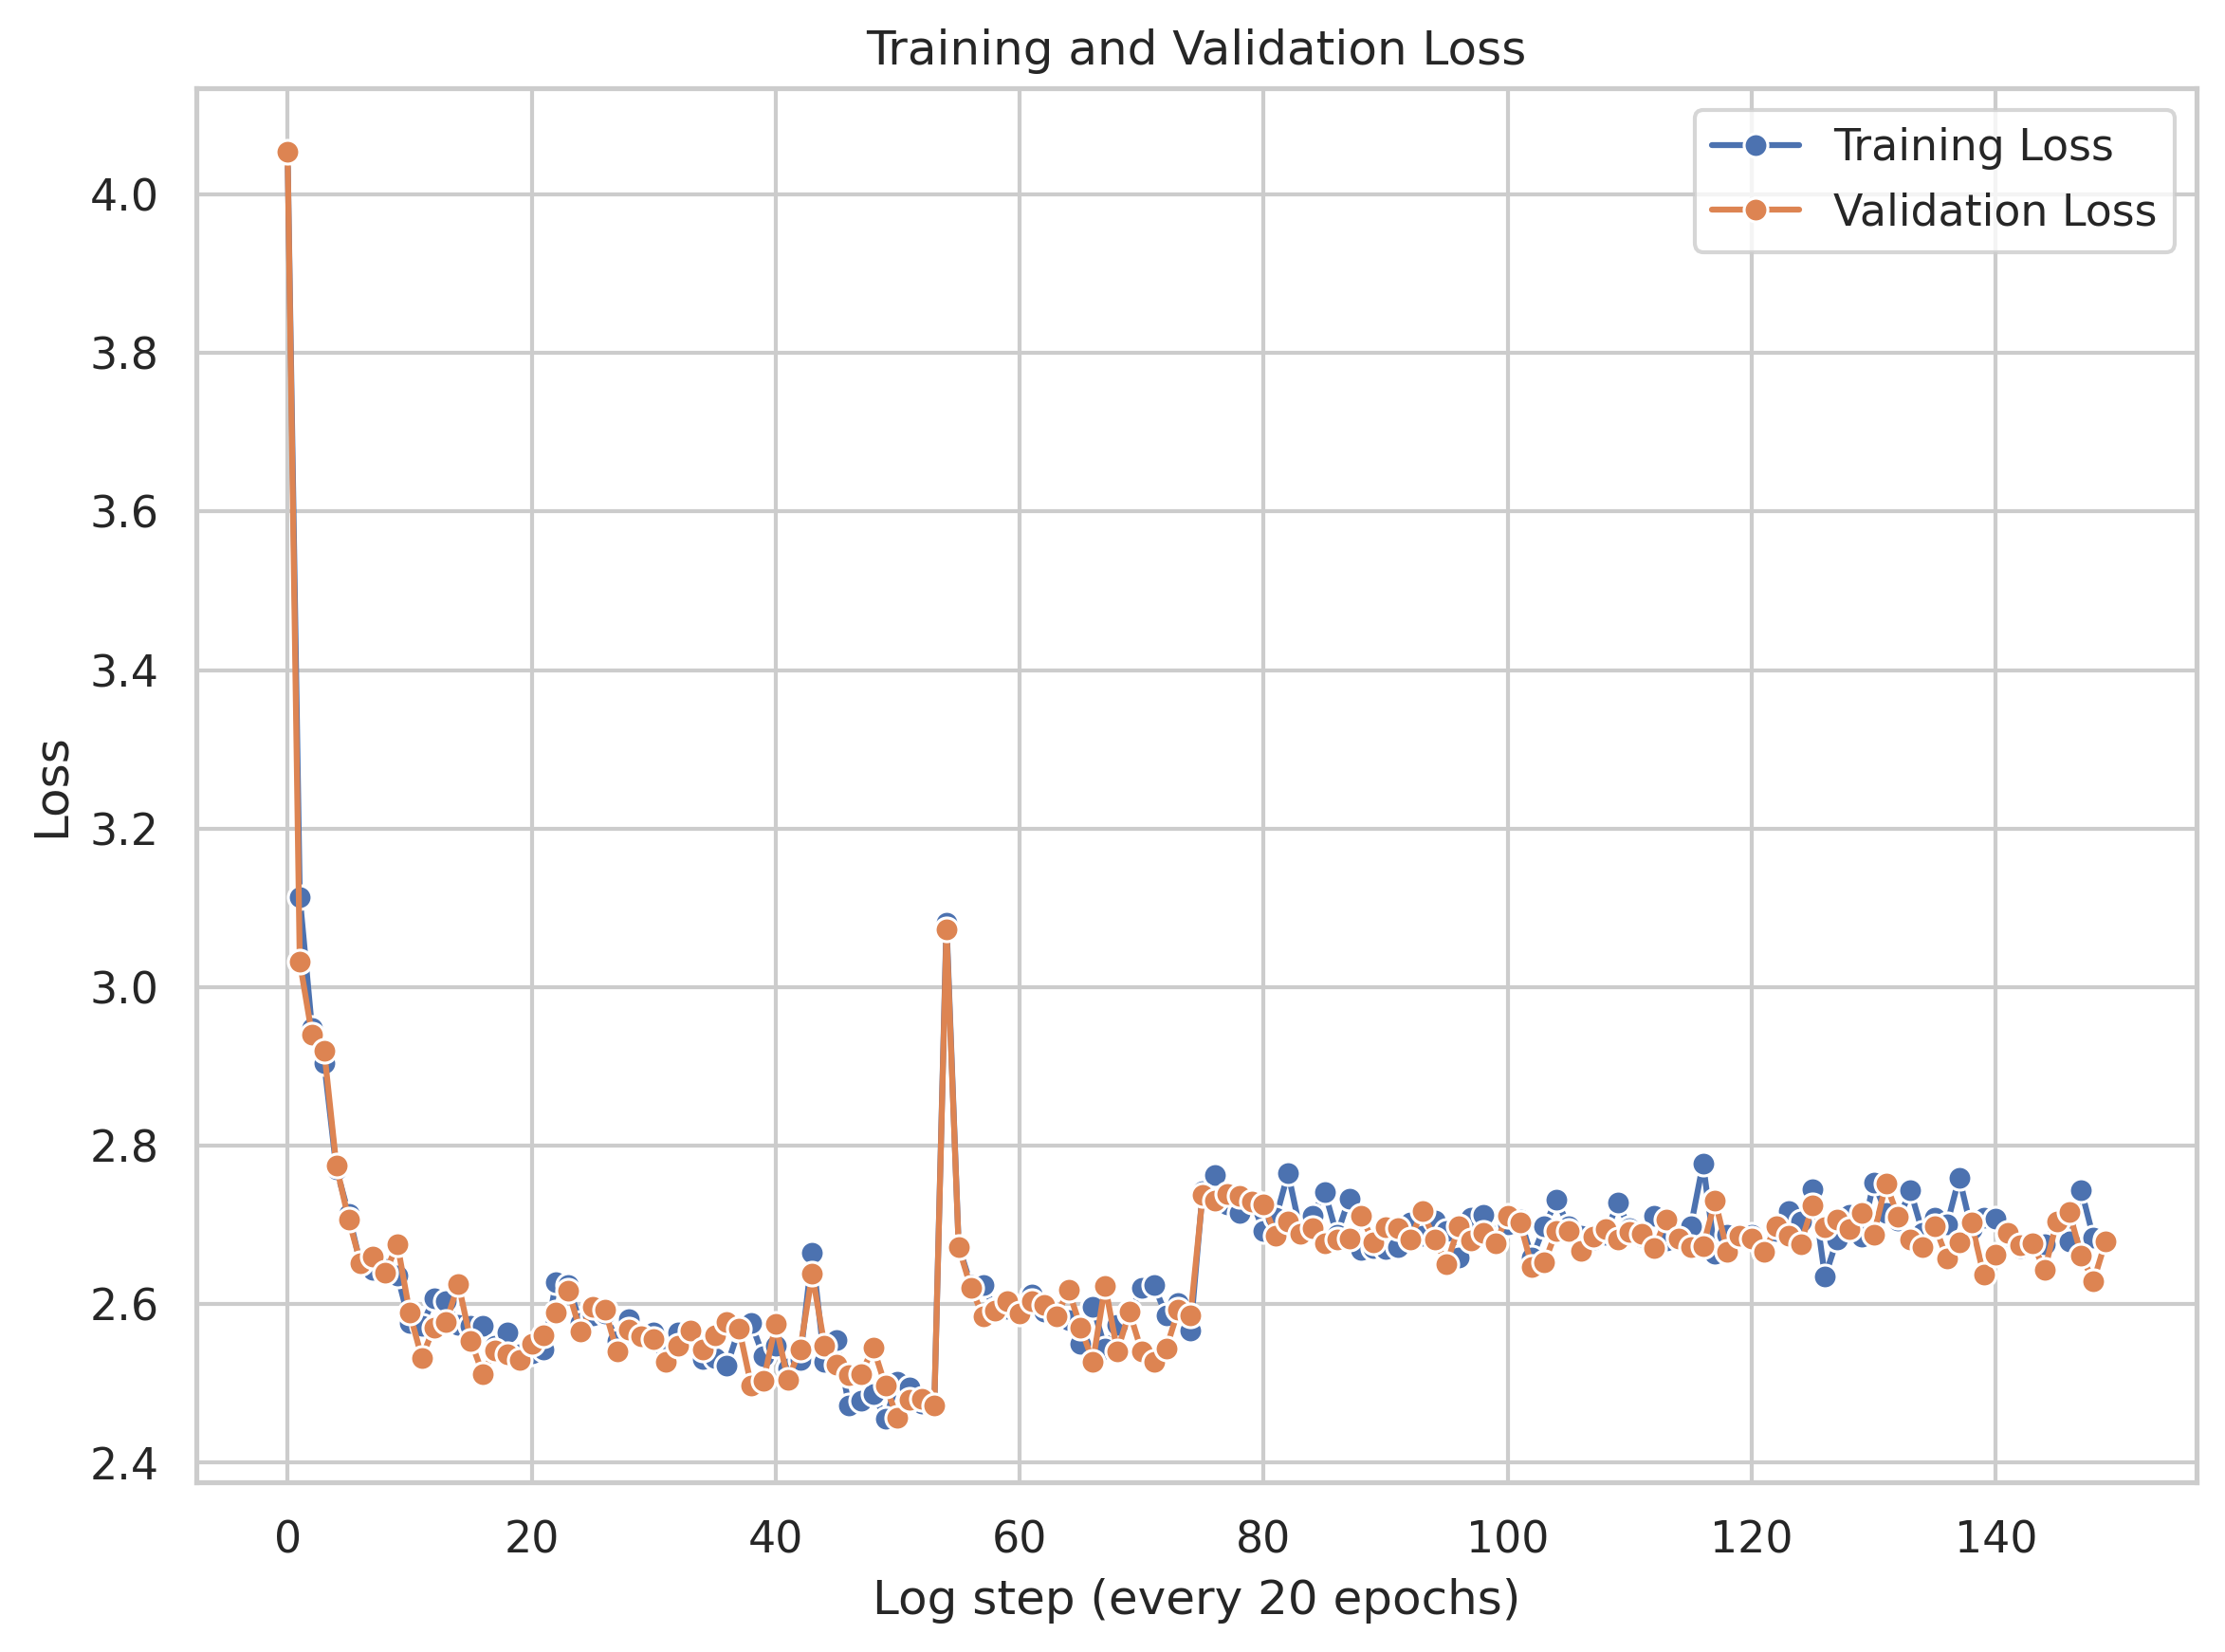 Training and Validation Loss
Training Loss
Validation Loss
4.0
3.8
3.6
3.4
3.2
3.0
2.8
2.6
2.4
Loss
0 20 40 60 80 100 120 140
Log step (every 20 epochs)